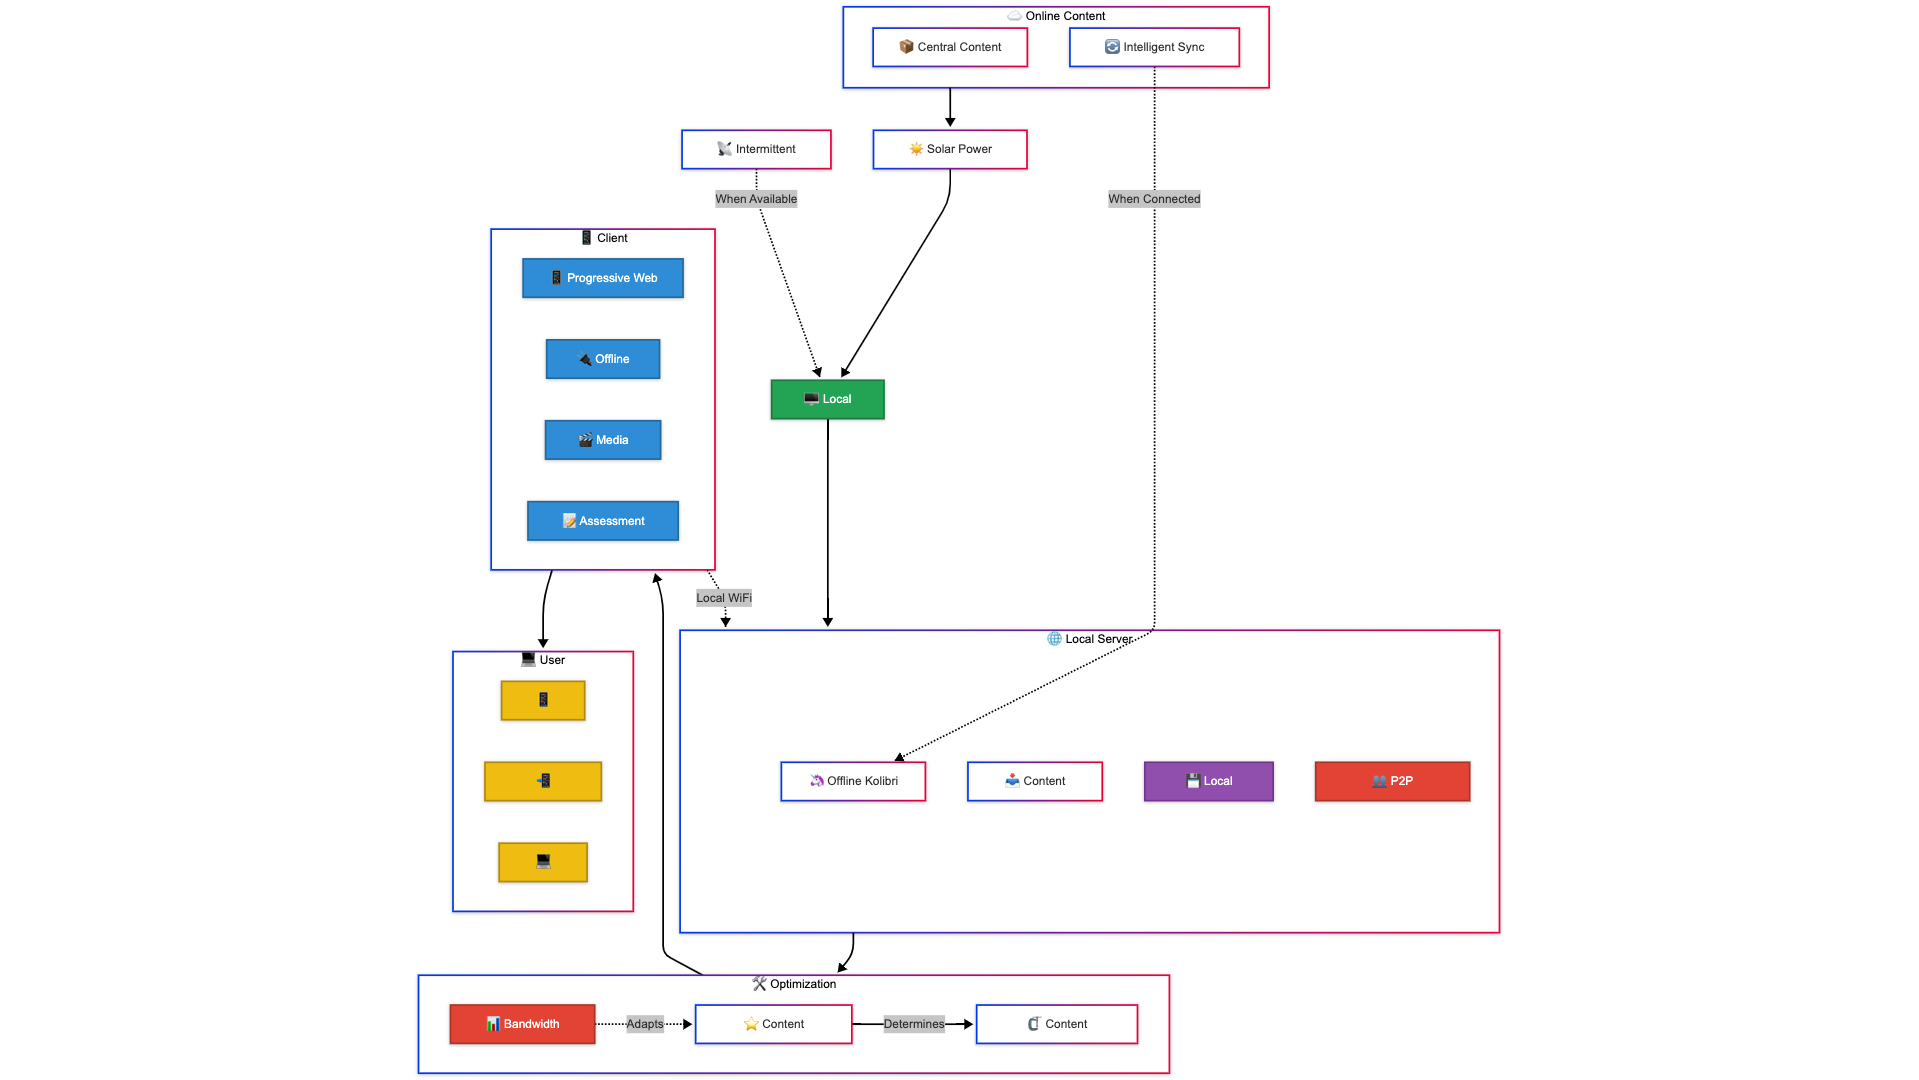 ☁️ Online Content
📦 Central Content
🔄 Intelligent Sync
📡 Intermittent
☀️ Solar Power
When Available
When Connected
📱 Client
📱 Progressive Web
🔌 Offline
🎬 Media
📝 Assessment
🖥️ Local
Local WiFi
🌐 Local Server
💻 User
📱
📲
💻
🦄 Offline Kolibri
📥 Content
💾 Local
👥 P2P
🛠️ Optimization
📊 Bandwidth
Adapts
⭐ Content
Determines
🗜️ Content